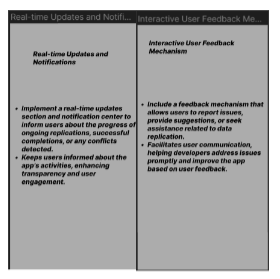 Real-time Updates and Notifi...
Real-time Updates and
Notifications
• Implement a real-time updates
section and notification center to
inform users about the progress of
ongoing replications, successful
completions, or any conflicts
detected.
• Keeps users informed about the
app's activities, enhancing
transparency and user
engagement.
Interactive User Feedback Me...
Interactive User Feedback
Mechanism
• Include a feedback mechanism that
allows users to report issues,
provide suggestions, or seek
assistance related to data
replication.
• Facilitates user communication,
helping developers address issues
promptly and improve the app
based on user feedback.